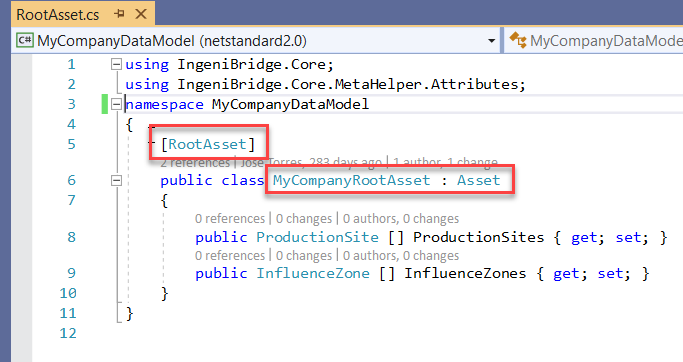 RootAsset.cs
MyCompanyDataModel (netstandard2.0) MyCompanyDataMode
1 using IngeniBridge.Core;
2 using IngeniBridge.Core.MetaHelper.Attributes;
3 namespace MyCompanyDataModel
4 {
5 [RootAsset]
2 references | Jose Torres, 283 days ago | 1 author, 1 change
6 public class MyCompanyRootAsset : Asset
7 {
0 references | 0 changes | 0 authors, 0 changes
8 public ProductionSite [] ProductionSites { get; set; }
0 references | 0 changes | 0 authors, 0 changes
9 public InfluenceZone [] InfluenceZones { get; set; }
10 }
11 }
12